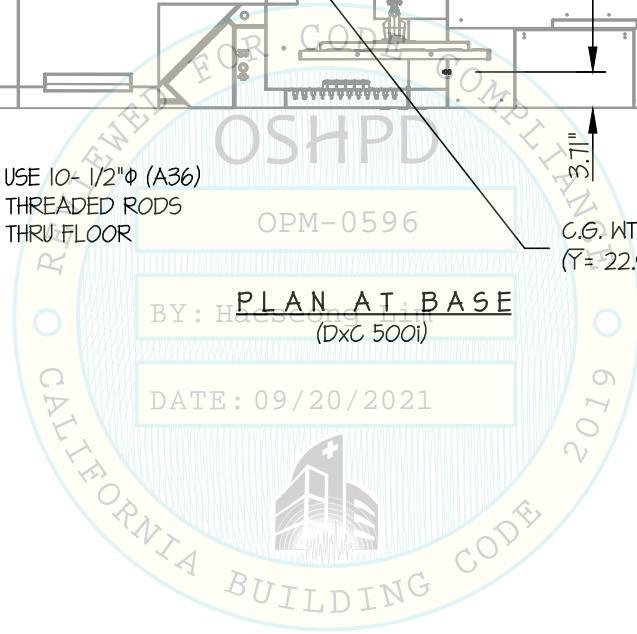 REVIEWED FOR CODE COMPLIANCE
OSHPD
3.71"
USE 10- 1/2"Φ (A36)
THREADED RODS
THRU FLOOR
OPM-0596
C.G. WT
(Y̅= 22.
PLAN AT BASE
BY: Haeseong Lim
(DxC 500i)
DATE: 09/20/2021
CALIFORNIA BUILDING CODE 2019